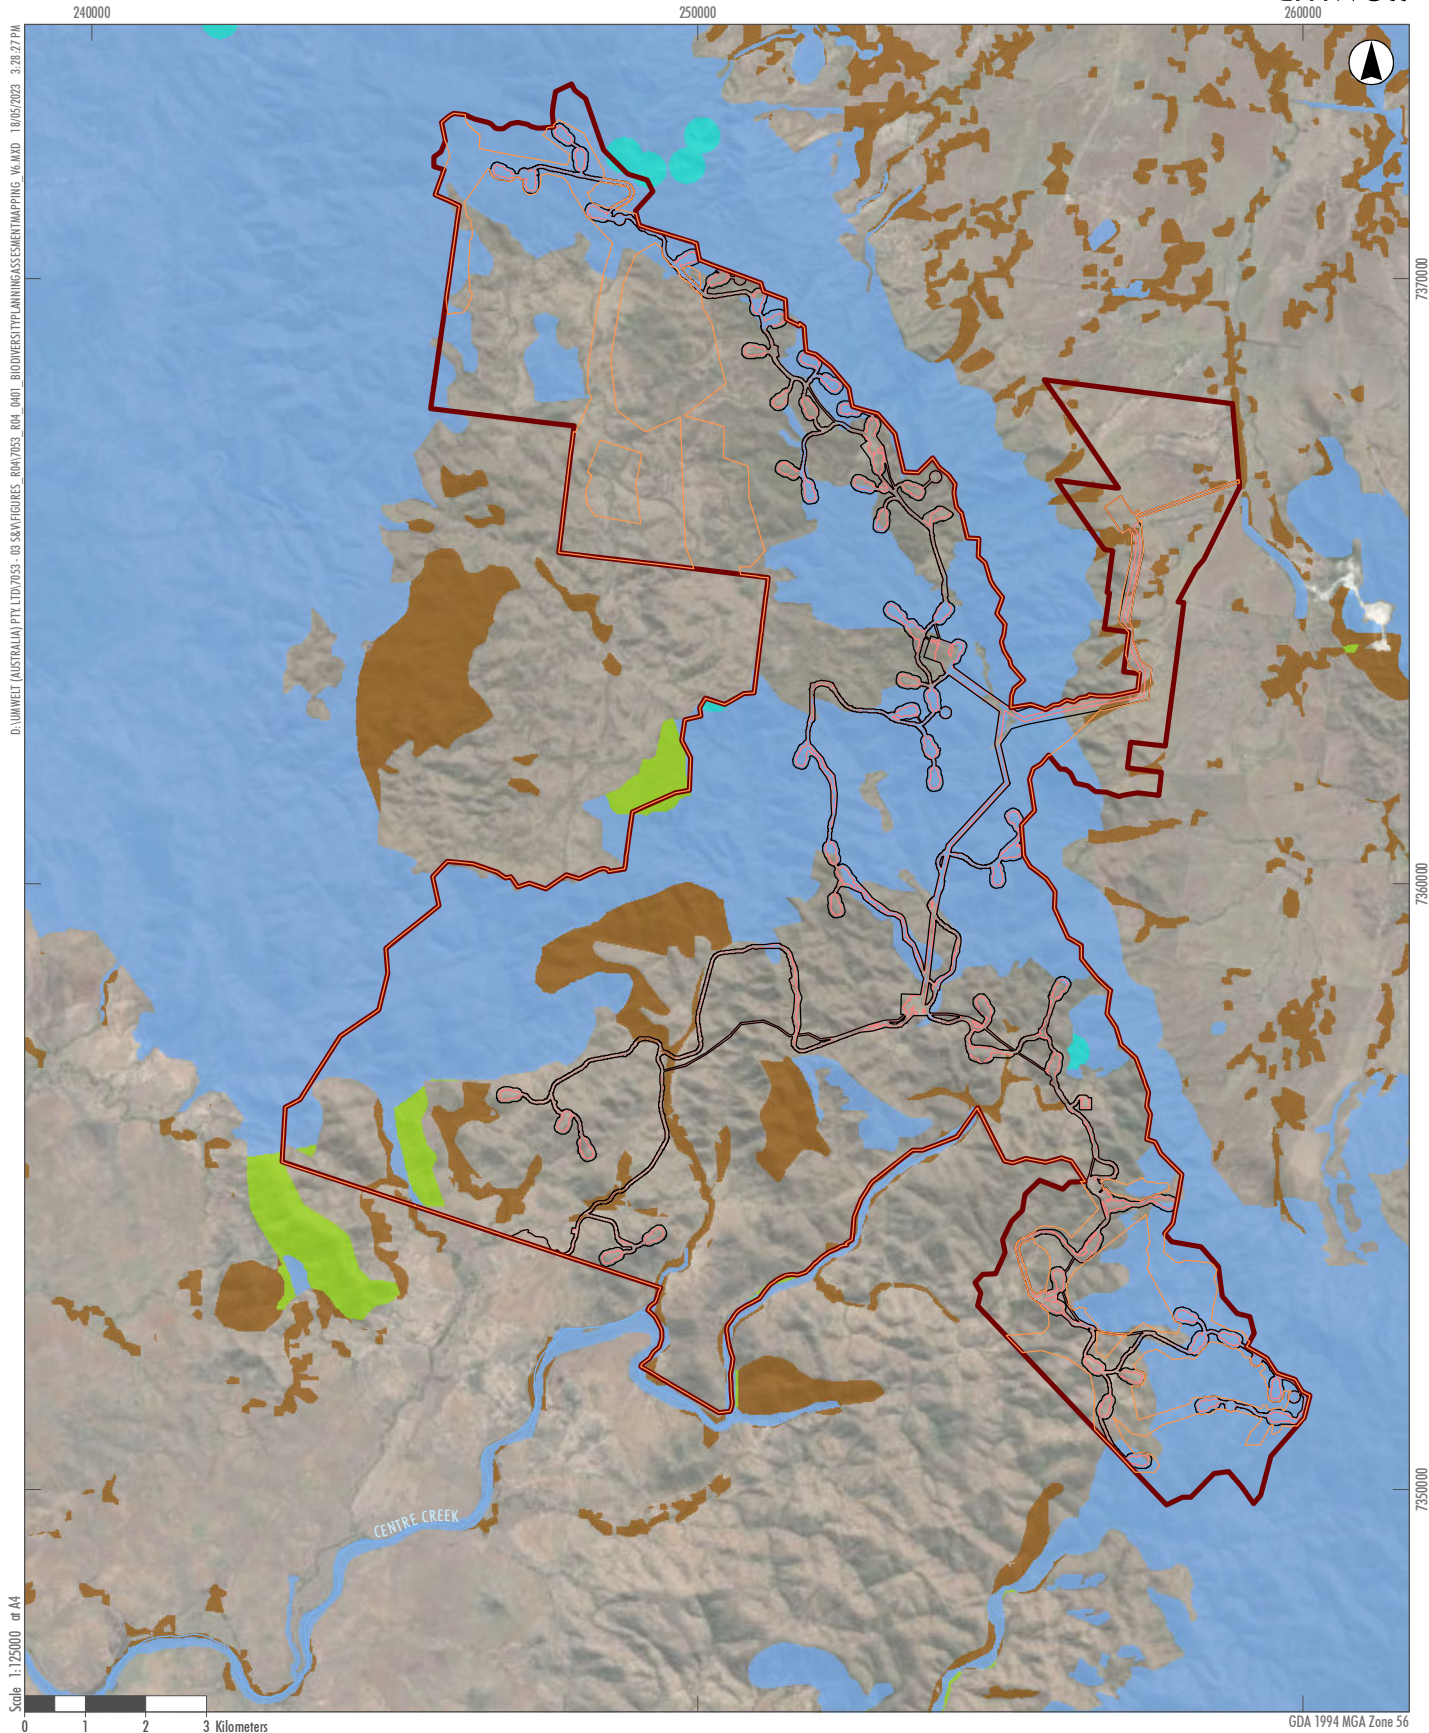 240000
250000
260000
D:\UMWELT (AUSTRALIA) PTY. LTD\7053 - 03 S&V\FIGURES_R04\7053_R04_0401_BIODIVERSITYPLANNINGASSESMENTMAPPING_V6.MXD 18/05/2023 3:28:27 PM
7370000
7360000
7350000
CENTRE CREEK
Scale 1:125000 at A4
0 1 2 3 Kilometers
GDA 1994 MGA Zone 56